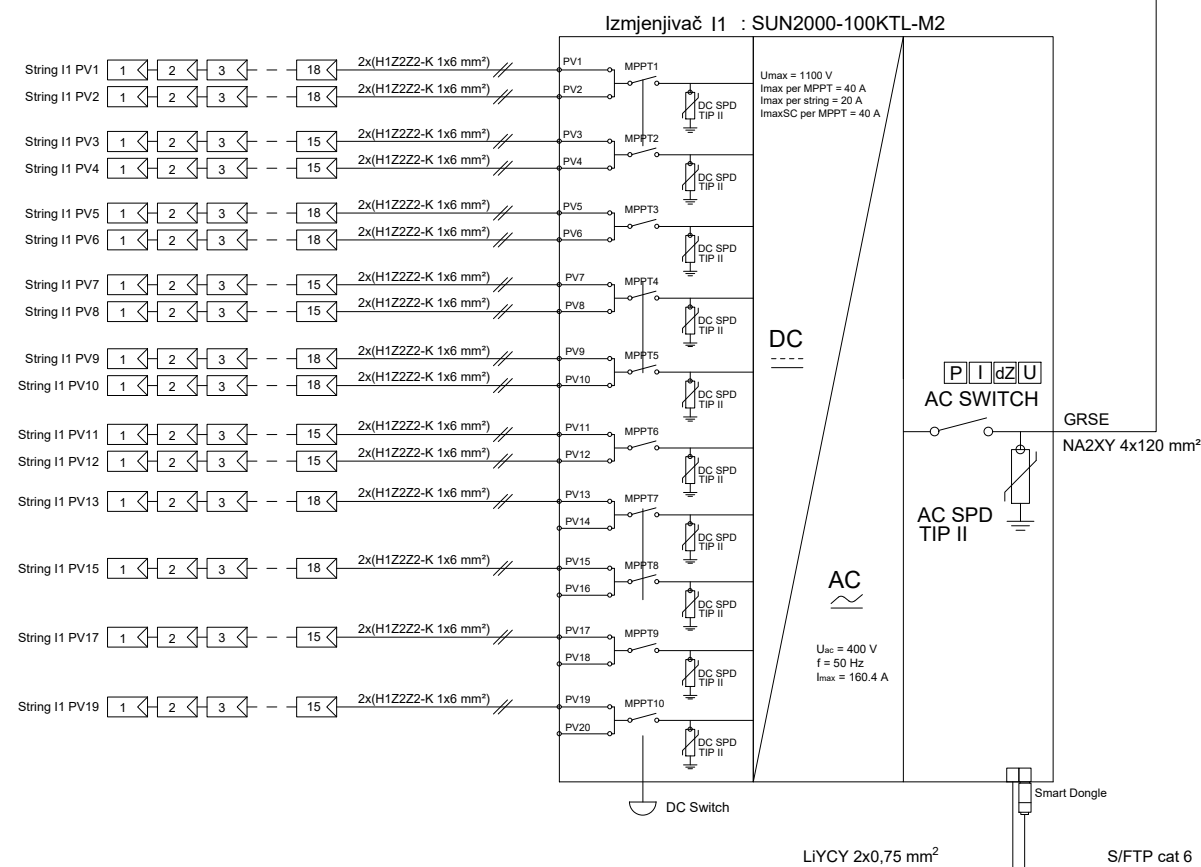 Izmjenjivač I1 : SUN2000-100KTL-M2
String I1 PV1 1 2 3 18 2x(H1Z2Z2-K 1x6 mm²) PV1
String I1 PV2 1 2 3 18 2x(H1Z2Z2-K 1x6 mm²) PV2
MPPT1
DC SPD
TIP II
String I1 PV3 1 2 3 15 2x(H1Z2Z2-K 1x6 mm²) PV3
String I1 PV4 1 2 3 15 2x(H1Z2Z2-K 1x6 mm²) PV4
MPPT2
DC SPD
TIP II
String I1 PV5 1 2 3 18 2x(H1Z2Z2-K 1x6 mm²) PV5
String I1 PV6 1 2 3 18 2x(H1Z2Z2-K 1x6 mm²) PV6
MPPT3
DC SPD
TIP II
String I1 PV7 1 2 3 15 2x(H1Z2Z2-K 1x6 mm²) PV7
String I1 PV8 1 2 3 15 2x(H1Z2Z2-K 1x6 mm²) PV8
MPPT4
DC SPD
TIP II
String I1 PV9 1 2 3 18 2x(H1Z2Z2-K 1x6 mm²) PV9
String I1 PV10 1 2 3 18 2x(H1Z2Z2-K 1x6 mm²) PV10
MPPT5
DC SPD
TIP II
String I1 PV11 1 2 3 15 2x(H1Z2Z2-K 1x6 mm²) PV11
String I1 PV12 1 2 3 15 2x(H1Z2Z2-K 1x6 mm²) PV12
MPPT6
DC SPD
TIP II
String I1 PV13 1 2 3 18 2x(H1Z2Z2-K 1x6 mm²) PV13
PV14
MPPT7
DC SPD
TIP II
String I1 PV15 1 2 3 18 2x(H1Z2Z2-K 1x6 mm²) PV15
PV16
MPPT8
DC SPD
TIP II
String I1 PV17 1 2 3 15 2x(H1Z2Z2-K 1x6 mm²) PV17
PV18
MPPT9
DC SPD
TIP II
String I1 PV19 1 2 3 15 2x(H1Z2Z2-K 1x6 mm²) PV19
PV20
MPPT10
DC SPD
TIP II
DC Switch
Umax = 1100 V
Imax per MPPT = 40 A
Imax per string = 20 A
ImaxSC per MPPT = 40 A
DC
AC
Uac = 400 V
f = 50 Hz
Imax = 160.4 A
P I dZ U
AC SWITCH
AC SPD
TIP II
GRSE
NA2XY 4x120 mm²
Smart Dongle
LiYCY 2x0,75 mm²
S/FTP cat 6